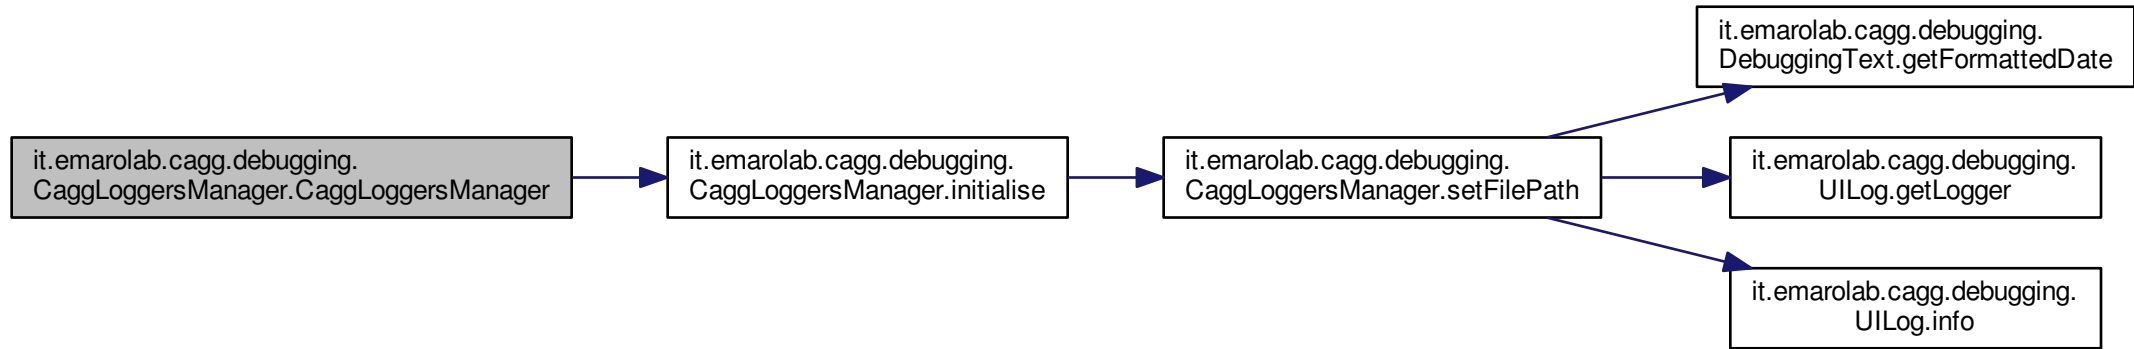 it.emarolab.cagg.debugging.
CaggLoggersManager.CaggLoggersManager
it.emarolab.cagg.debugging.
CaggLoggersManager.initialise
it.emarolab.cagg.debugging.
CaggLoggersManager.setFilePath
it.emarolab.cagg.debugging.
DebuggingText.getFormattedDate
it.emarolab.cagg.debugging.
UILog.getLogger
it.emarolab.cagg.debugging.
UILog.info